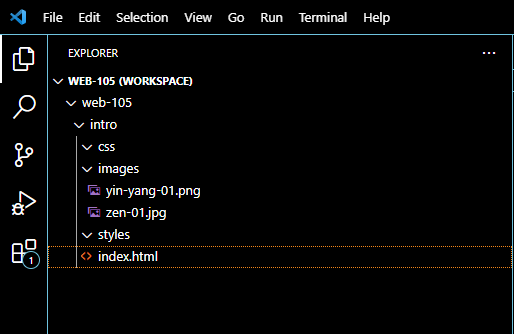 File Edit Selection View Go Run Terminal Help
EXPLORER ...
WEB-105 (WORKSPACE)
web-105
intro
css
images
yin-yang-01.png
zen-01.jpg
styles
<> index.html
1